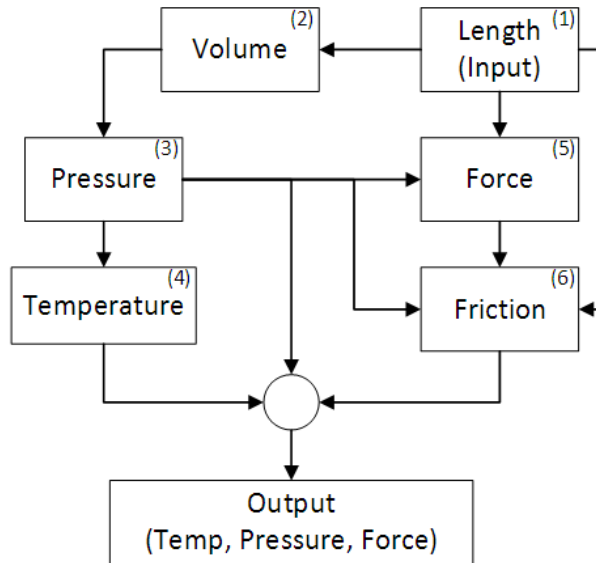 (2)
Volume
(1)
Length
(Input)
(3)
Pressure
(5)
Force
(4)
Temperature
(6)
Friction
Output
(Temp, Pressure, Force)